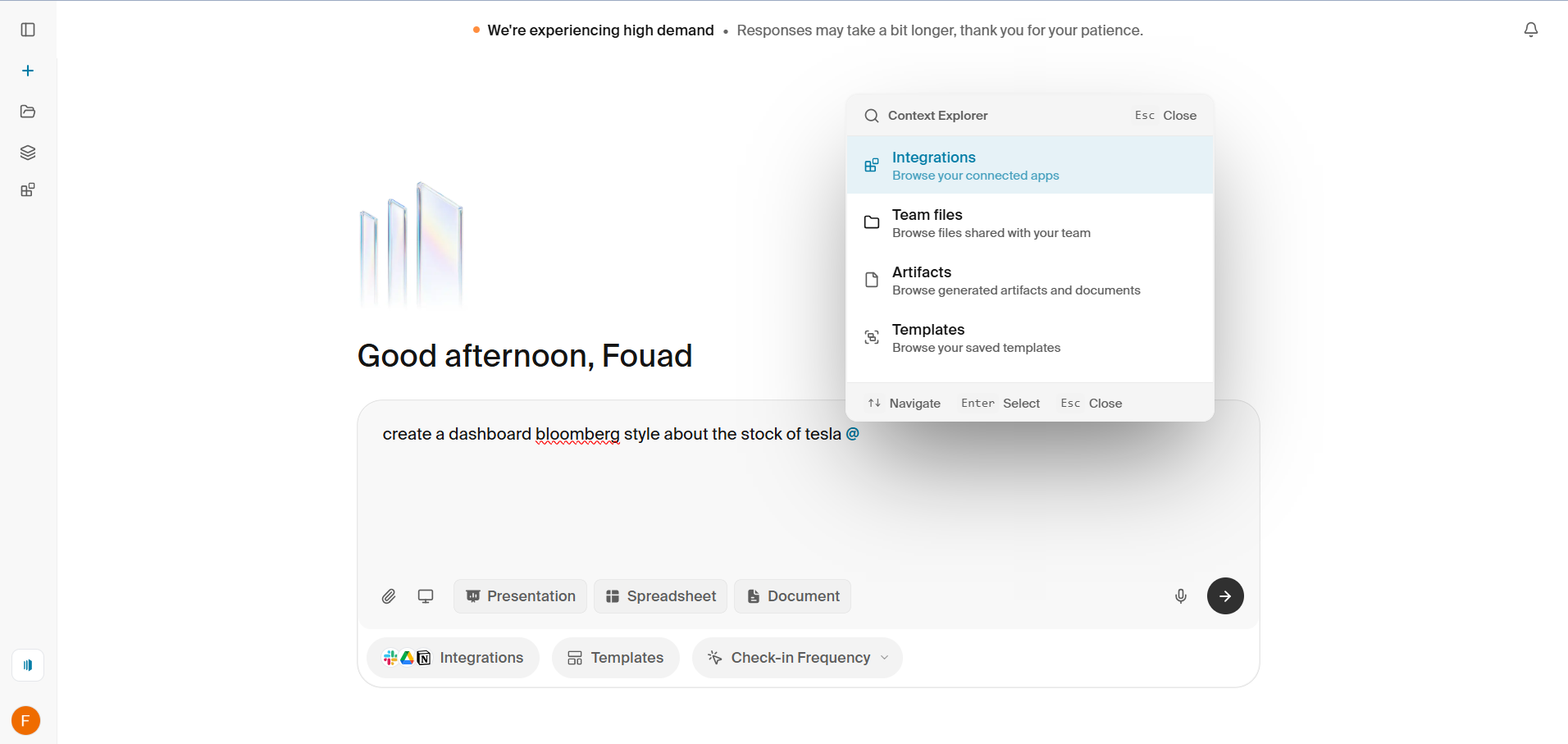 We're experiencing high demand • Responses may take a bit longer, thank you for your patience.
Context Explorer Esc Close
Integrations
Browse your connected apps
Team files
Browse files shared with your team
Artifacts
Browse generated artifacts and documents
Templates
Browse your saved templates
↑↓ Navigate Enter Select Esc Close
Good afternoon, Fouad
create a dashboard bloomberg style about the stock of tesla @
Presentation Spreadsheet Document
Integrations Templates Check-in Frequency
F